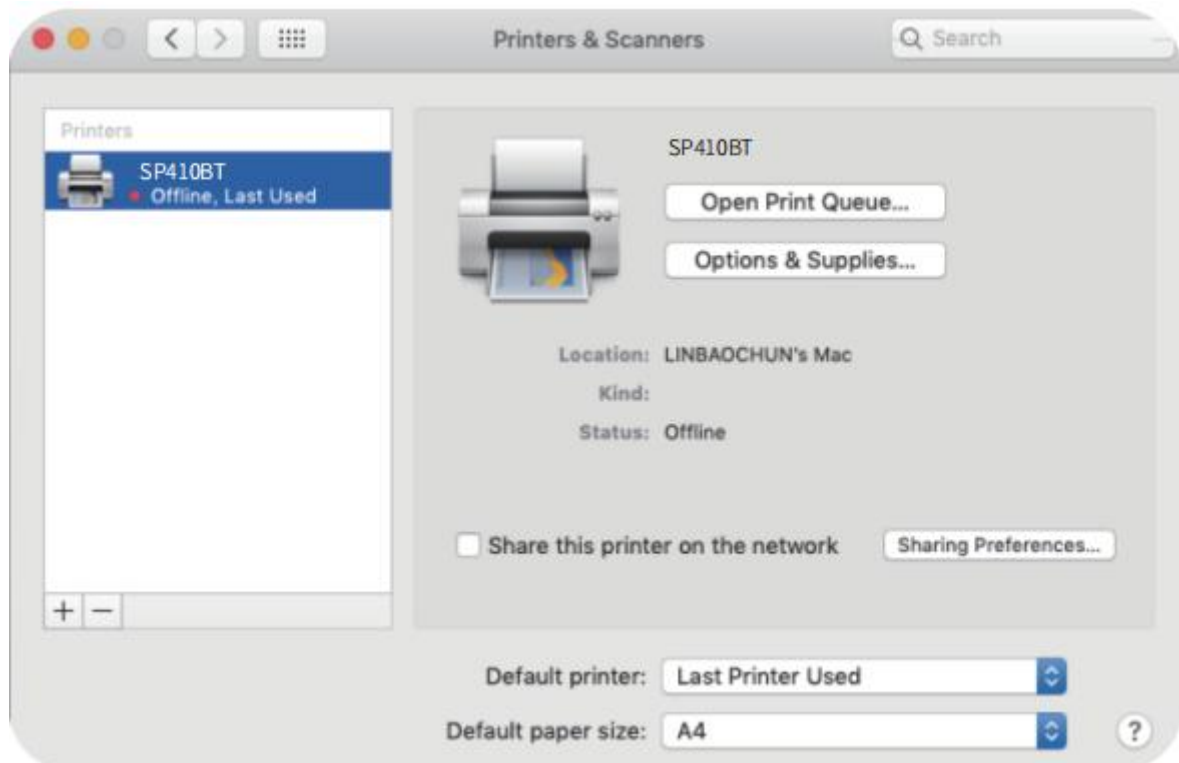 Printers & Scanners
Search
Printers
SP410BT
Offline, Last Used
SP410BT
Open Print Queue...
Options & Supplies...
Location: LINBAOCHUN's Mac
Kind:
Status: Offline
Share this printer on the network
Sharing Preferences...
+ −
Default printer: Last Printer Used
Default paper size: A4
?